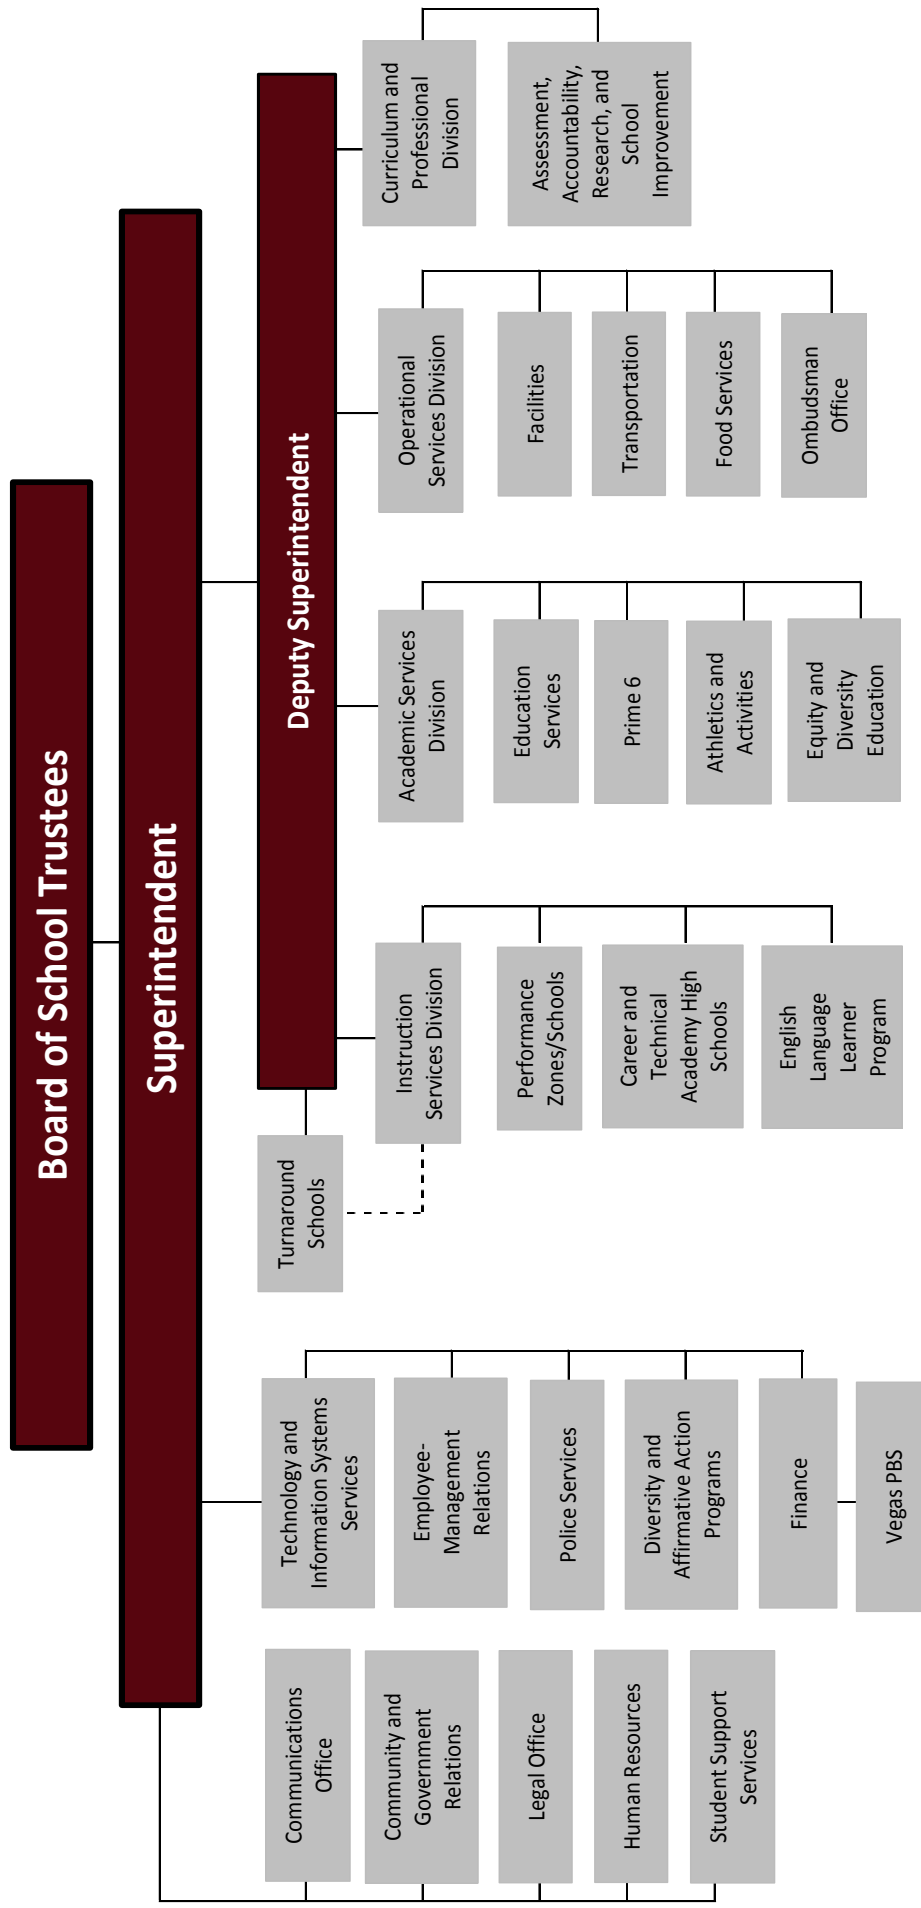 Board of School Trustees
Superintendent
Deputy Superintendent
Communications
Office
Community and
Government
Relations
Legal Office
Human Resources
Student Support
Services
Technology and
Information Systems
Services
Employee-
Management
Relations
Police Services
Diversity and
Affirmative Action
Programs
Finance
Vegas PBS
Turnaround
Schools
Instruction
Services Division
Performance
Zones/Schools
Career and
Technical
Academy High
Schools
English
Language
Learner
Program
Academic Services
Division
Education
Services
Prime 6
Athletics and
Activities
Equity and
Diversity
Education
Operational
Services Division
Facilities
Transportation
Food Services
Ombudsman
Office
Curriculum and
Professional
Division
Assessment,
Accountability,
Research, and
School
Improvement